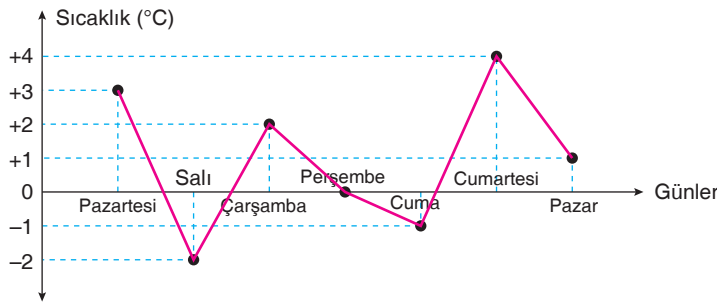 Sıcaklık (°C)
+4
+3
+2
+1
0
–1
–2
Salı
Perşembe
Cumartesi
Pazartesi
Çarşamba
Cuma
Pazar
Günler